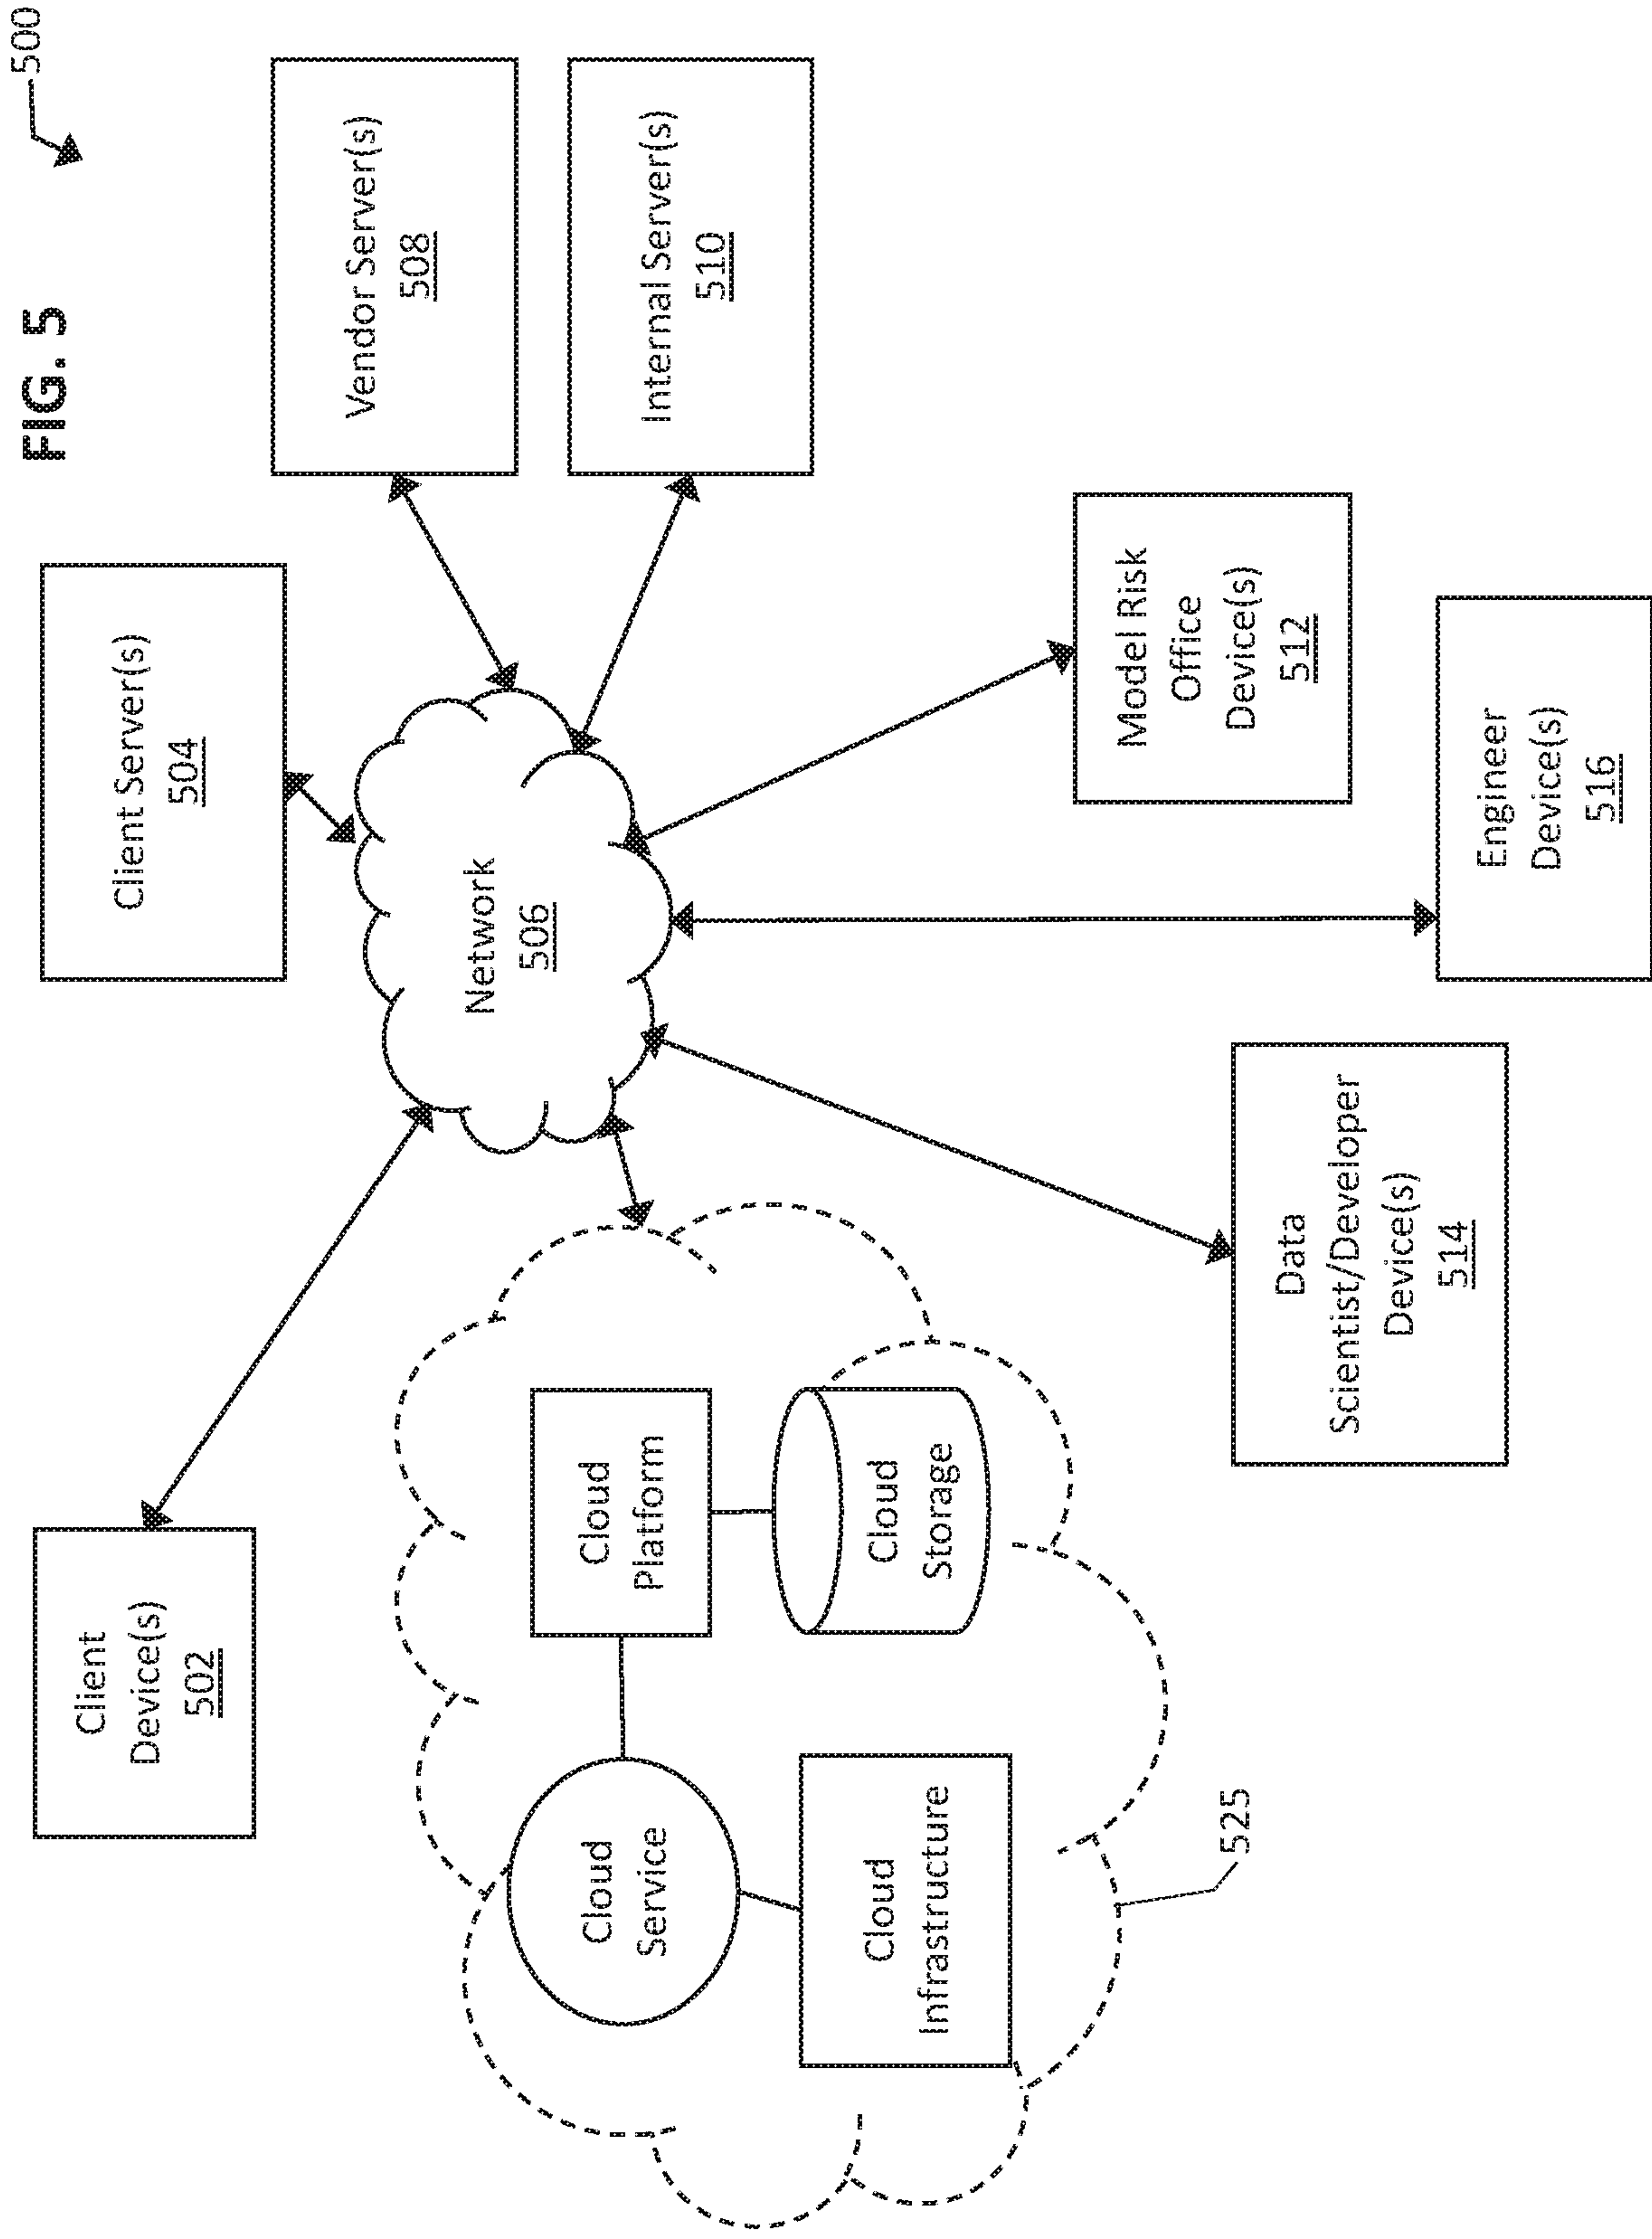 FIG. 5
500
Client
Device(s)
502
Client Server(s)
504
Vendor Server(s)
508
Internal Server(s)
510
Network
506
Cloud
Service
Cloud
Platform
Cloud
Infrastructure
Cloud
Storage
525
Model Risk
Office
Device(s)
512
Data
Scientist/Developer
Device(s)
514
Engineer
Device(s)
516